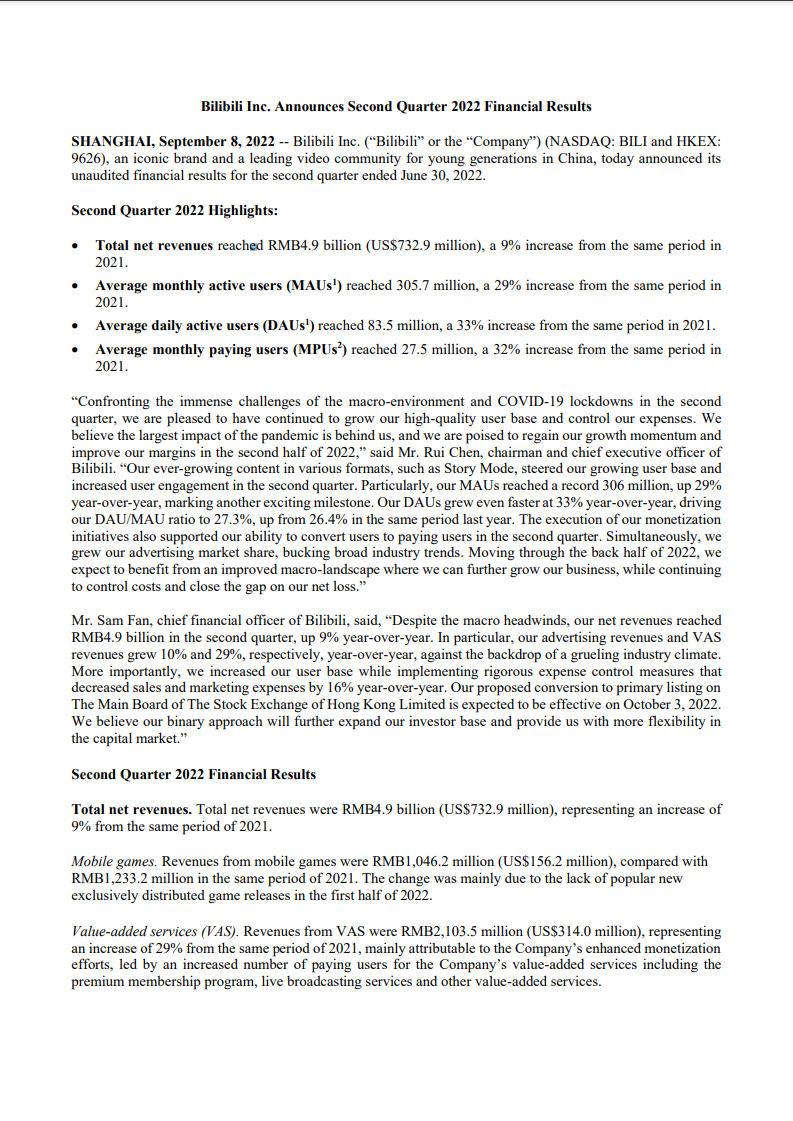 Bilibili Inc. Announces Second Quarter 2022 Financial Results
SHANGHAI, September 8, 2022 -- Bilibili Inc. (“Bilibili” or the “Company”) (NASDAQ: BILI and HKEX:
9626), an iconic brand and a leading video community for young generations in China, today announced its
unaudited financial results for the second quarter ended June 30, 2022.
Second Quarter 2022 Highlights:
• Total net revenues reached RMB4.9 billion (US$732.9 million), a 9% increase from the same period in
2021.
• Average monthly active users (MAUs¹) reached 305.7 million, a 29% increase from the same period in
2021.
• Average daily active users (DAUs¹) reached 83.5 million, a 33% increase from the same period in 2021.
• Average monthly paying users (MPUs²) reached 27.5 million, a 32% increase from the same period in
2021.
“Confronting the immense challenges of the macro-environment and COVID-19 lockdowns in the second
quarter, we are pleased to have continued to grow our high-quality user base and control our expenses. We
believe the largest impact of the pandemic is behind us, and we are poised to regain our growth momentum and
improve our margins in the second half of 2022,” said Mr. Rui Chen, chairman and chief executive officer of
Bilibili. “Our ever-growing content in various formats, such as Story Mode, steered our growing user base and
increased user engagement in the second quarter. Particularly, our MAUs reached a record 306 million, up 29%
year-over-year, marking another exciting milestone. Our DAUs grew even faster at 33% year-over-year, driving
our DAU/MAU ratio to 27.3%, up from 26.4% in the same period last year. The execution of our monetization
initiatives also supported our ability to convert users to paying users in the second quarter. Simultaneously, we
grew our advertising market share, bucking broad industry trends. Moving through the back half of 2022, we
expect to benefit from an improved macro-landscape where we can further grow our business, while continuing
to control costs and close the gap on our net loss.”
Mr. Sam Fan, chief financial officer of Bilibili, said, “Despite the macro headwinds, our net revenues reached
RMB4.9 billion in the second quarter, up 9% year-over-year. In particular, our advertising revenues and VAS
revenues grew 10% and 29%, respectively, year-over-year, against the backdrop of a grueling industry climate.
More importantly, we increased our user base while implementing rigorous expense control measures that
decreased sales and marketing expenses by 16% year-over-year. Our proposed conversion to primary listing on
The Main Board of The Stock Exchange of Hong Kong Limited is expected to be effective on October 3, 2022.
We believe our binary approach will further expand our investor base and provide us with more flexibility in
the capital market.”
Second Quarter 2022 Financial Results
Total net revenues. Total net revenues were RMB4.9 billion (US$732.9 million), representing an increase of
9% from the same period of 2021.
Mobile games. Revenues from mobile games were RMB1,046.2 million (US$156.2 million), compared with
RMB1,233.2 million in the same period of 2021. The change was mainly due to the lack of popular new
exclusively distributed game releases in the first half of 2022.
Value-added services (VAS). Revenues from VAS were RMB2,103.5 million (US$314.0 million), representing
an increase of 29% from the same period of 2021, mainly attributable to the Company’s enhanced monetization
efforts, led by an increased number of paying users for the Company’s value-added services including the
premium membership program, live broadcasting services and other value-added services.